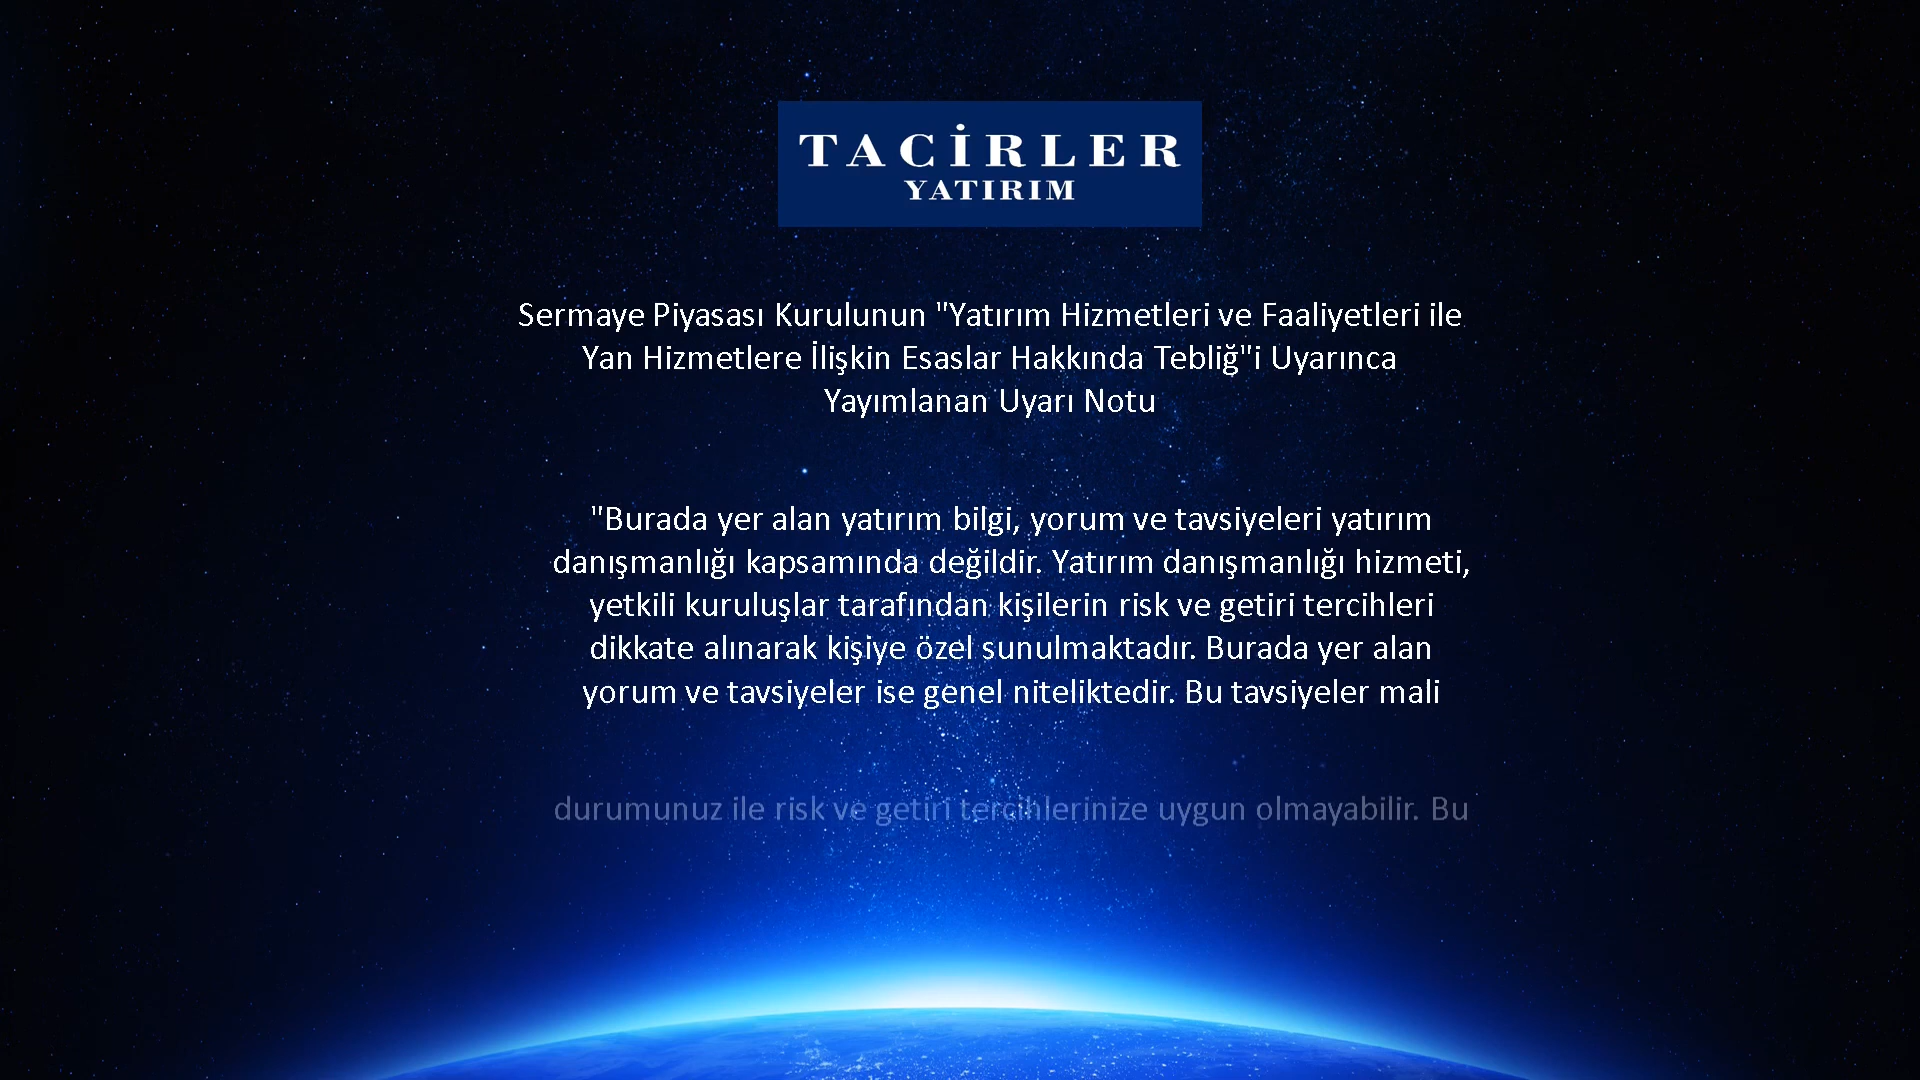 TACİRLER
YATIRIM
Sermaye Piyasası Kurulunun "Yatırım Hizmetleri ve Faaliyetleri ile
Yan Hizmetlere İlişkin Esaslar Hakkında Tebliğ"i Uyarınca
Yayımlanan Uyarı Notu
"Burada yer alan yatırım bilgi, yorum ve tavsiyeleri yatırım
danışmanlığı kapsamında değildir. Yatırım danışmanlığı hizmeti,
yetkili kuruluşlar tarafından kişilerin risk ve getiri tercihleri
dikkate alınarak kişiye özel sunulmaktadır. Burada yer alan
yorum ve tavsiyeler ise genel niteliktedir. Bu tavsiyeler mali
durumunuz ile risk ve getiri tercihlerinize uygun olmayabilir. Bu